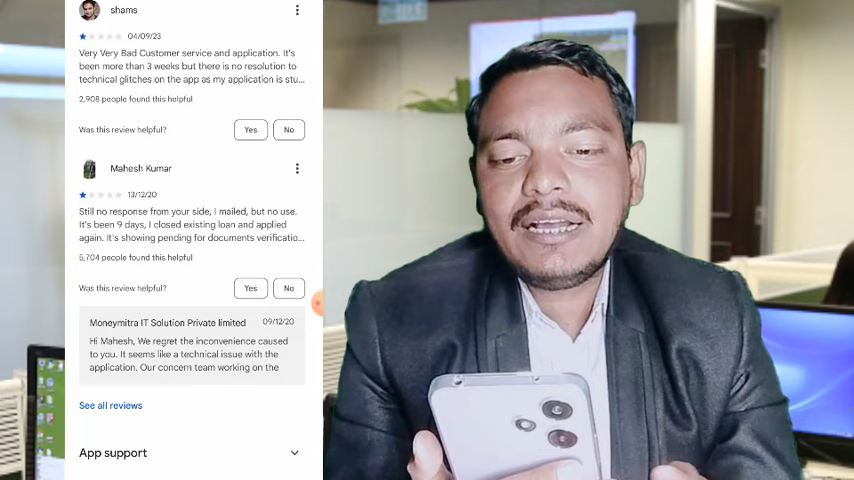 shams
04/09/23
Very Very Bad Customer service and application. It's
been more than 3 weeks but there is no resolution to
technical glitches on the app as my application is stu...
2,908 people found this helpful
Was this review helpful?
Yes
No
Mahesh Kumar
13/12/20
Still no response from your side, I mailed, but no use.
It's been 9 days, I closed existing loan and applied
again. It's showing pending for documents verificatio...
5,704 people found this helpful
Was this review helpful?
Yes
No
Moneymitra IT Solution Private limited
09/12/20
Hi Mahesh, We regret the inconvenience caused
to you. It seems like a technical issue with the
application. Our concern team working on the
See all reviews
App support